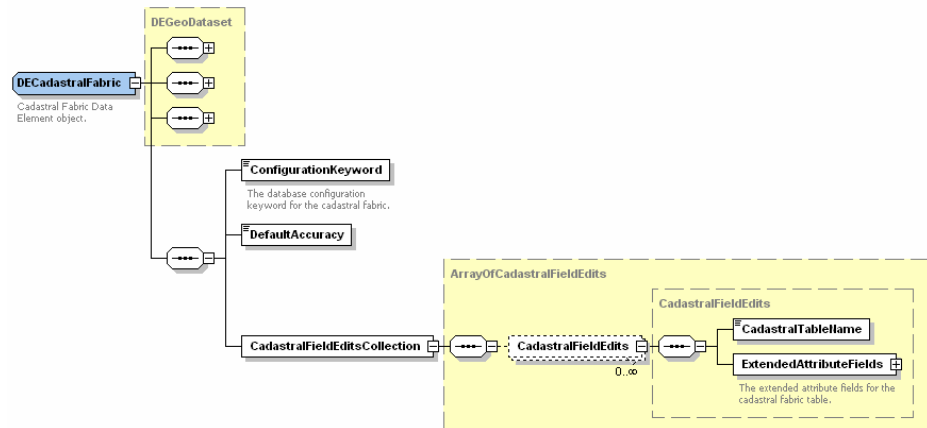 DEGeoDataset
DECadastralFabric
Cadastral Fabric Data
Element object.
ConfigurationKeyword
The database configuration
keyword for the cadastral fabric.
DefaultAccuracy
CadastralFieldEditsCollection
ArrayOfCadastralFieldEdits
CadastralFieldEdits
0..∞
CadastralFieldEdits
CadastralTableName
ExtendedAttributeFields
The extended attribute fields for the
cadastral fabric table.